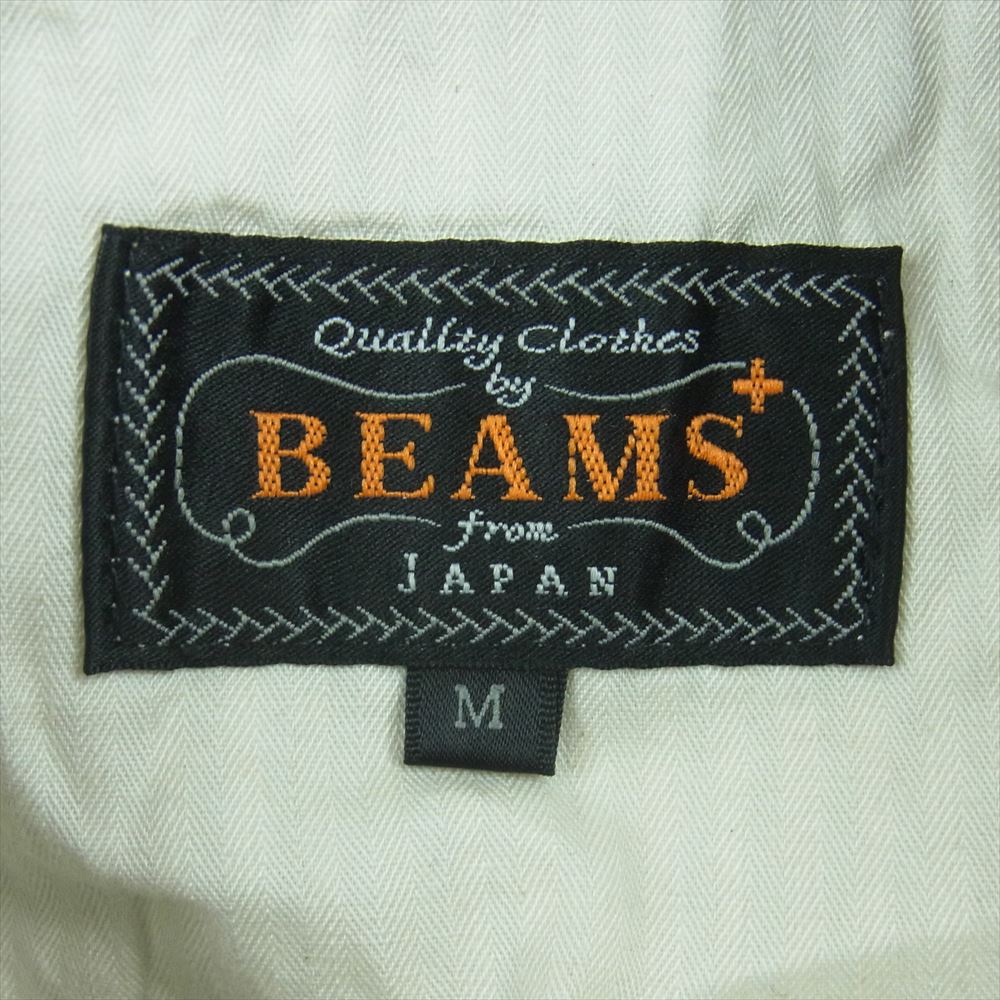 Quality Clothes
by
BEAMS+
from
JAPAN
M